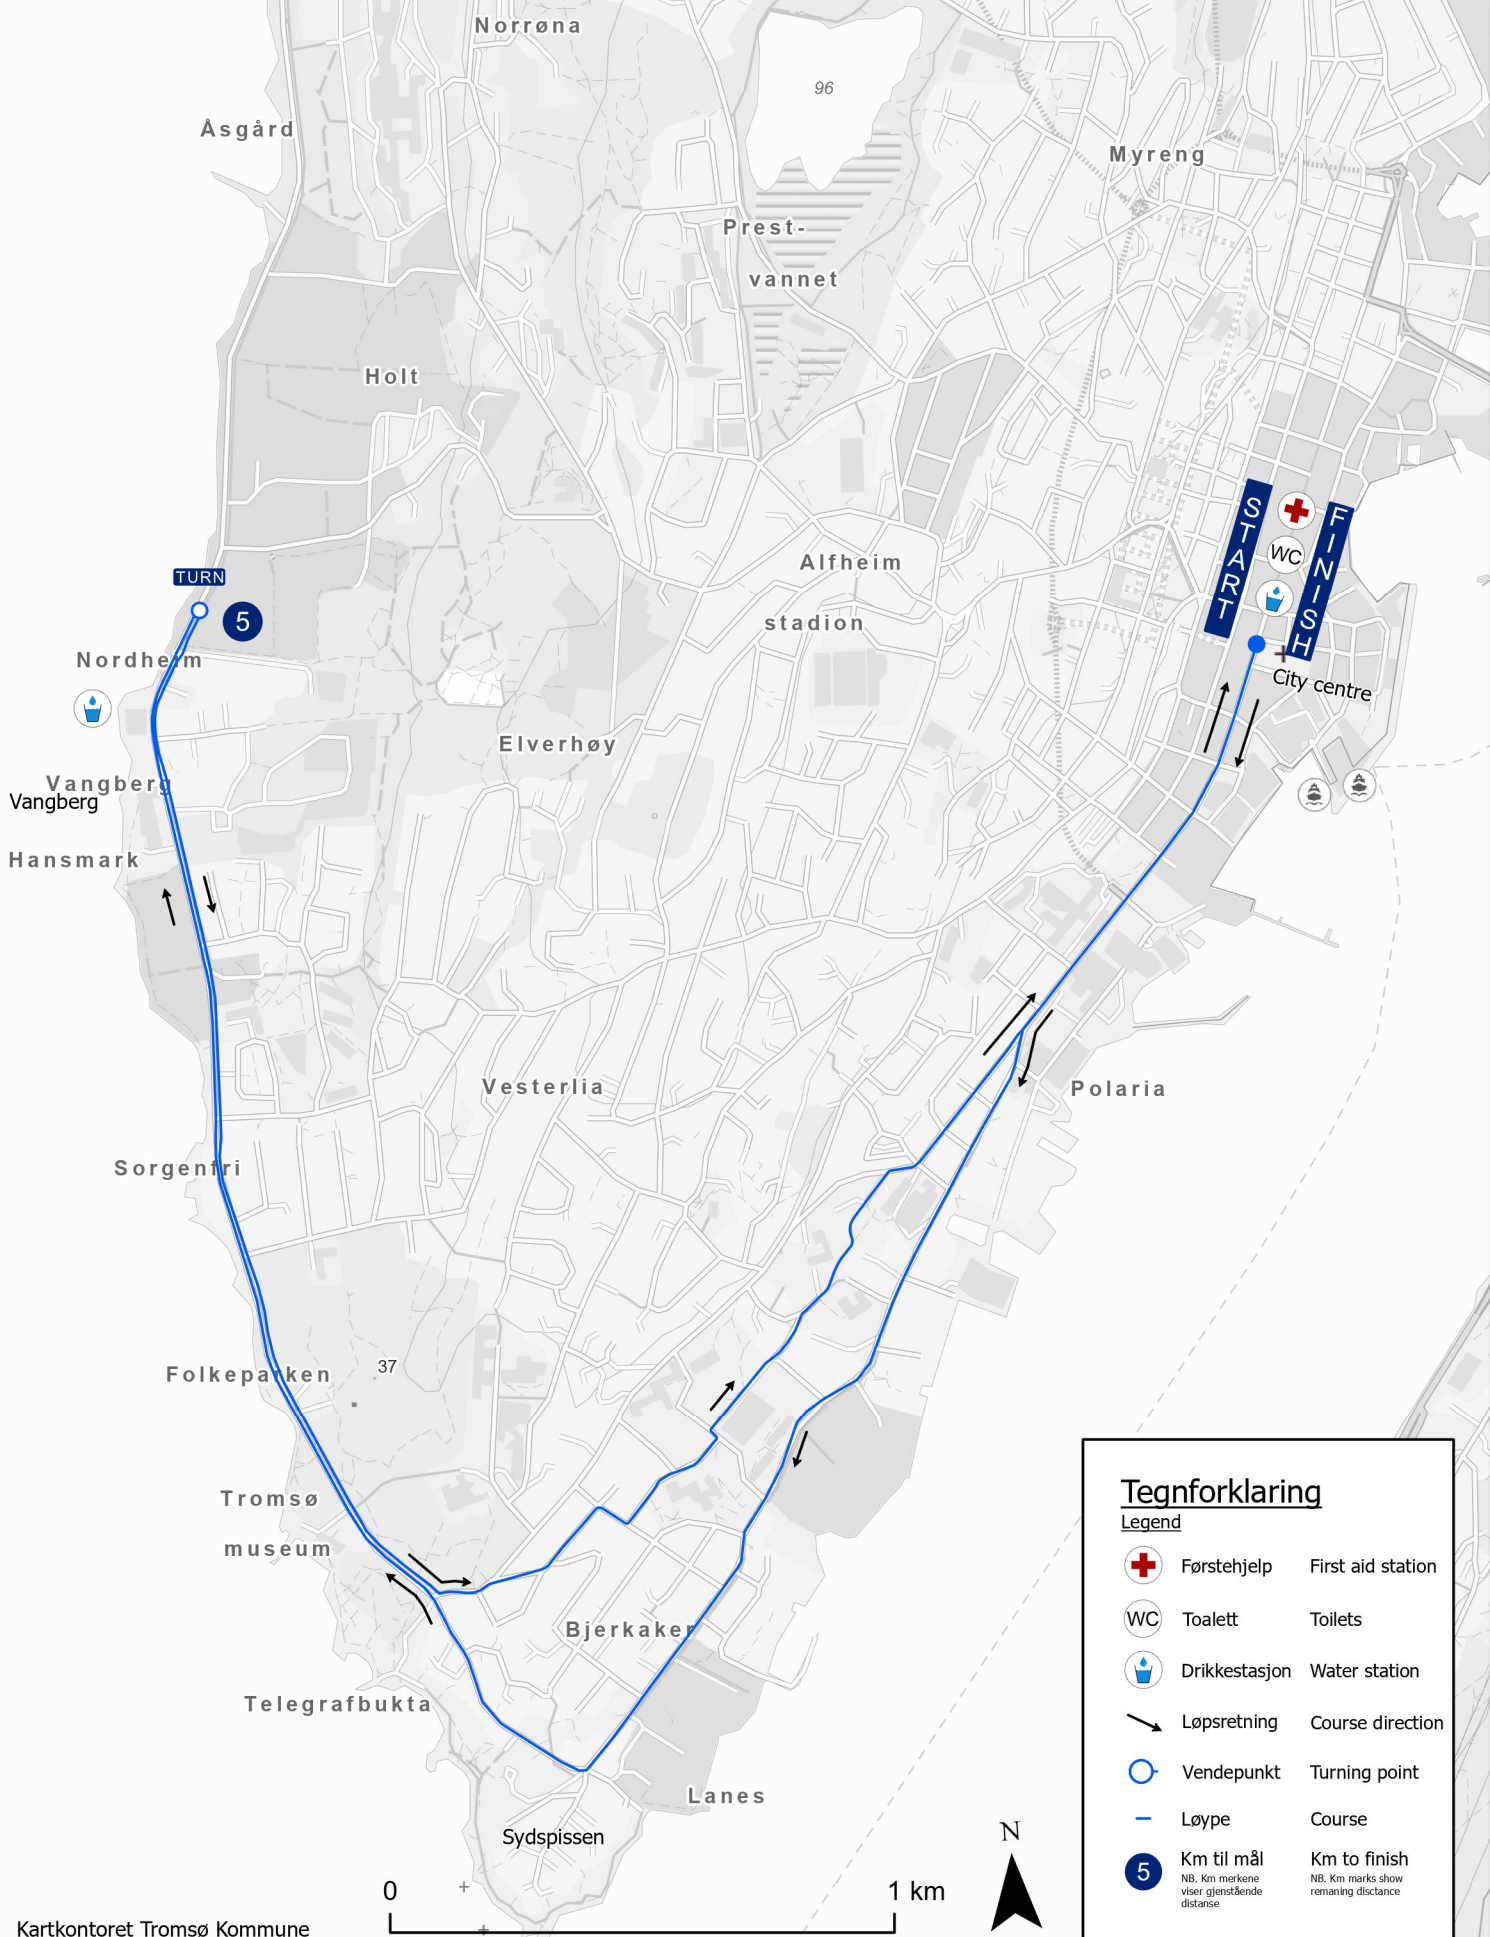 Norrøna
96
Åsgård
Myreng
Prest-
vannet
Holt
START
FINISH
WC
Alfheim
stadion
TURN
5
Nordheim
City centre
Elverhøy
Vangberg
Vangberg
Hansmark
Vesterlia
Polaria
Sorgenfri
Folkeparken
37
Tromsø
museum
Bjerkaker
Telegrafbukta
Lanes
Sydspissen
N
0
1 km
Kartkontoret Tromsø Kommune
Tegnforklaring
Legend
Førstehjelp First aid station
WC Toalett Toilets
Drikkestasjon Water station
Løpsretning Course direction
Vendepunkt Turning point
Løype Course
5 Km til mål Km to finish
NB. Km merkene NB. Km marks show
viser gjenstående remaning disctance
distanse